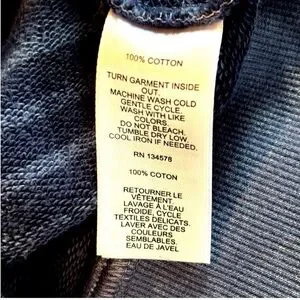 100% COTTON
TURN GARMENT INSIDE
OUT.
MACHINE WASH COLD
GENTLE CYCLE.
WASH WITH LIKE
COLORS.
DO NOT BLEACH.
TUMBLE DRY LOW.
COOL IRON IF NEEDED.
RN 134578
100% COTON
RETOURNER LE
VÊTEMENT.
LAVAGE À L'EAU
FROIDE, CYCLE
TEXTILES DELICATS.
LAVER AVEC DES
COULEURS
SEMBLABLES.
EAU DE JAVEL